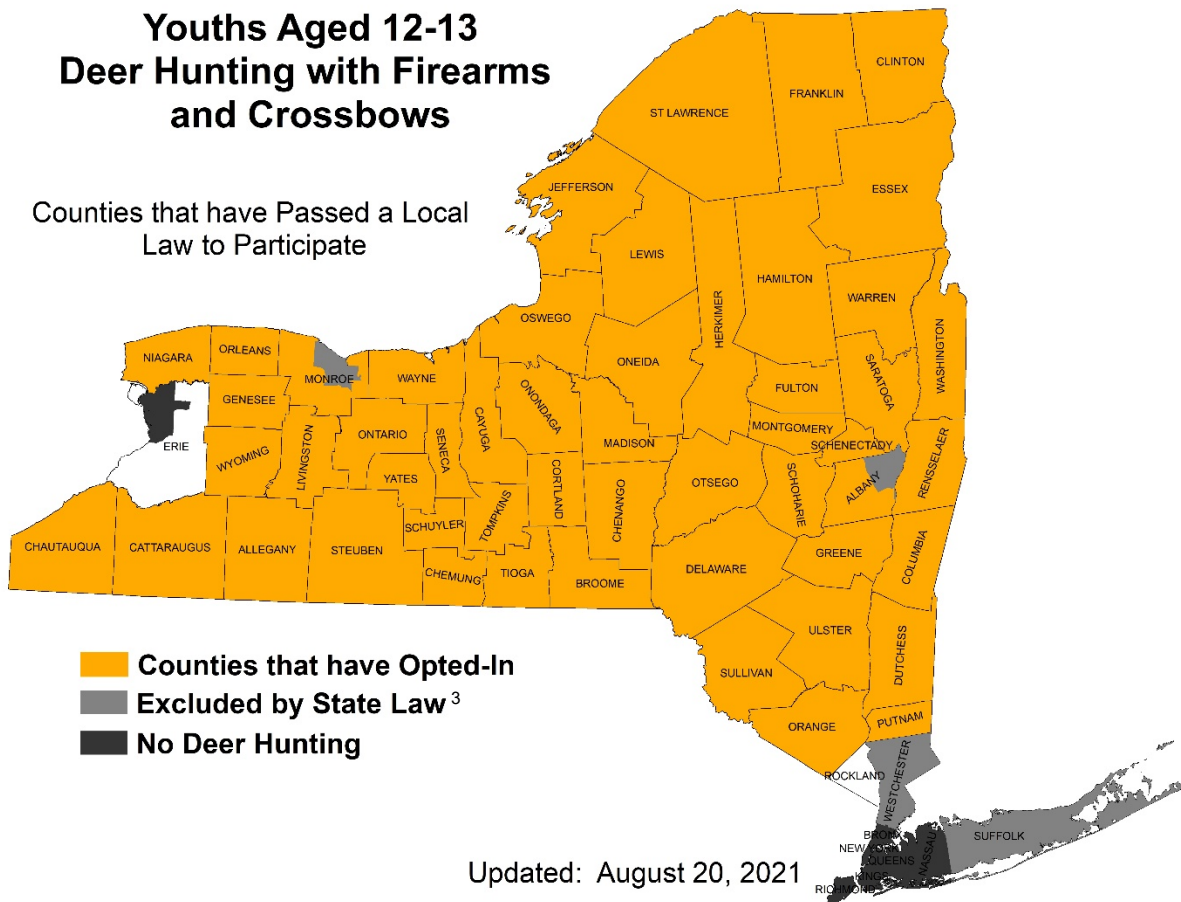 Youths Aged 12-13
Deer Hunting with Firearms
and Crossbows
Counties that have Passed a Local
Law to Participate
CLINTON
FRANKLIN
ST LAWRENCE
ESSEX
JEFFERSON
LEWIS
HAMILTON
HERKIMER
WARREN
WASHINGTON
OSWEGO
ONEIDA
SARATOGA
NIAGARA
ORLEANS
MONROE
WAYNE
FULTON
GENESEE
CAYUGA
ONONDAGA
MONTGOMERY
ERIE
ONTARIO
SENECA
MADISON
SCHENECTADY
WYOMING
LIVINGSTON
YATES
CORTLAND
OTSEGO
SCHOHARIE
ALBANY
RENSSELAER
CHENANGO
SCHUYLER
TOMPKINS
CHAUTAUQUA
CATTARAUGUS
ALLEGANY
STEUBEN
CHEMUNG
TIOGA
BROOME
DELAWARE
GREENE
COLUMBIA
ULSTER
DUTCHESS
SULLIVAN
ORANGE
PUTNAM
Counties that have Opted-In
Excluded by State Law 3
No Deer Hunting
ROCKLAND
WESTCHESTER
BRONX
NEW YORK
QUEENS
NASSAU
SUFFOLK
KINGS
RICHMOND
Updated: August 20, 2021